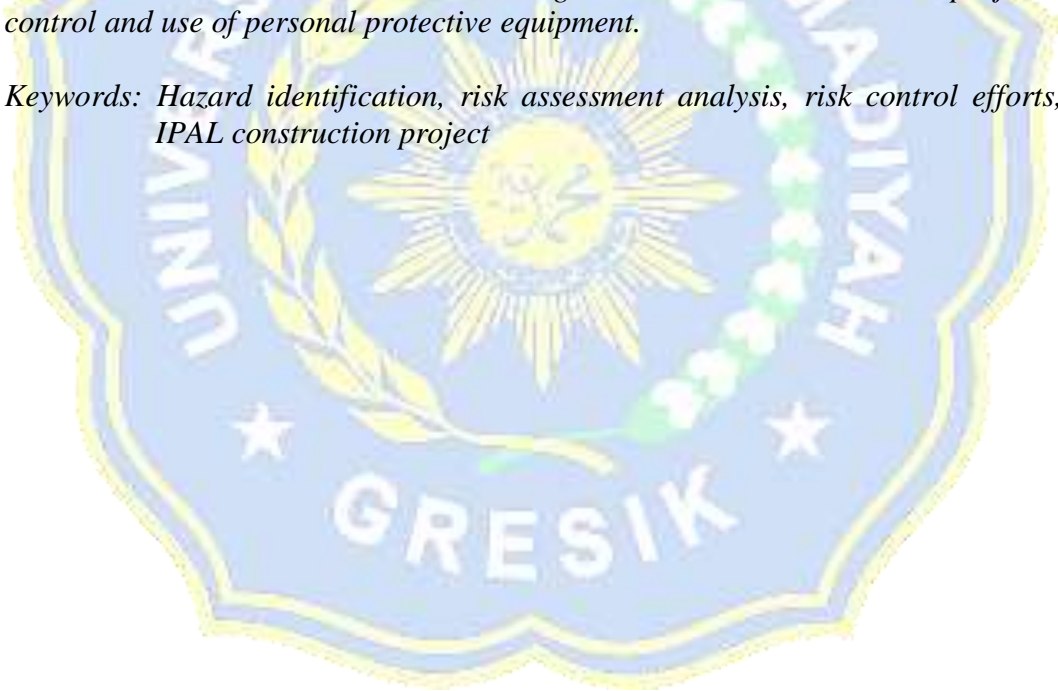 control and use of personal protective equipment.
Keywords: Hazard identification, risk assessment analysis, risk control efforts,
IPAL construction project
GRESIK